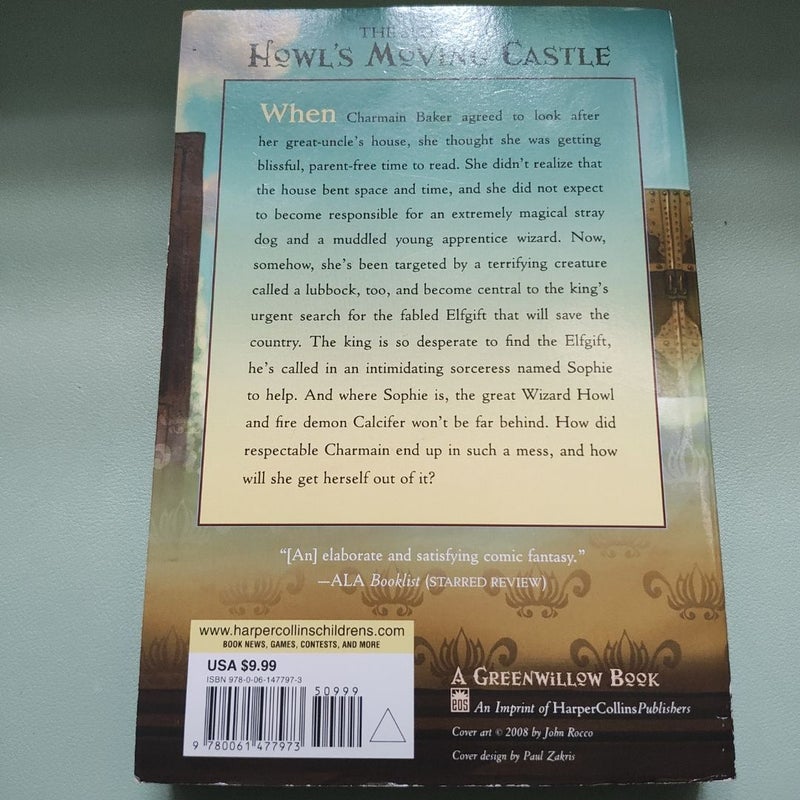 THE
HOWL'S MOVING CASTLE
When Charmain Baker agreed to look after
her great-uncle's house, she thought she was getting
blissful, parent-free time to read. She didn't realize that
the house bent space and time, and she did not expect
to become responsible for an extremely magical stray
dog and a muddled young apprentice wizard. Now,
somehow, she's been targeted by a terrifying creature
called a lubbock, too, and become central to the king's
urgent search for the fabled Elfgift that will save the
country. The king is so desperate to find the Elfgift,
he's called in an intimidating sorceress named Sophie
to help. And where Sophie is, the great Wizard Howl
and fire demon Calcifer won't be far behind. How did
respectable Charmain end up in such a mess, and how
will she get herself out of it?
"[An] elaborate and satisfying comic fantasy."
—ALA Booklist (STARRED REVIEW)
www.harpercollinschildrens.com
BOOK NEWS, GAMES, CONTESTS, AND MORE
USA $9.99
ISBN 978-0-06-147797-3
50999
9 780061 477973
A GREENWILLOW BOOK
eos An Imprint of HarperCollinsPublishers
Cover art © 2008 by John Rocco
Cover design by Paul Zakris